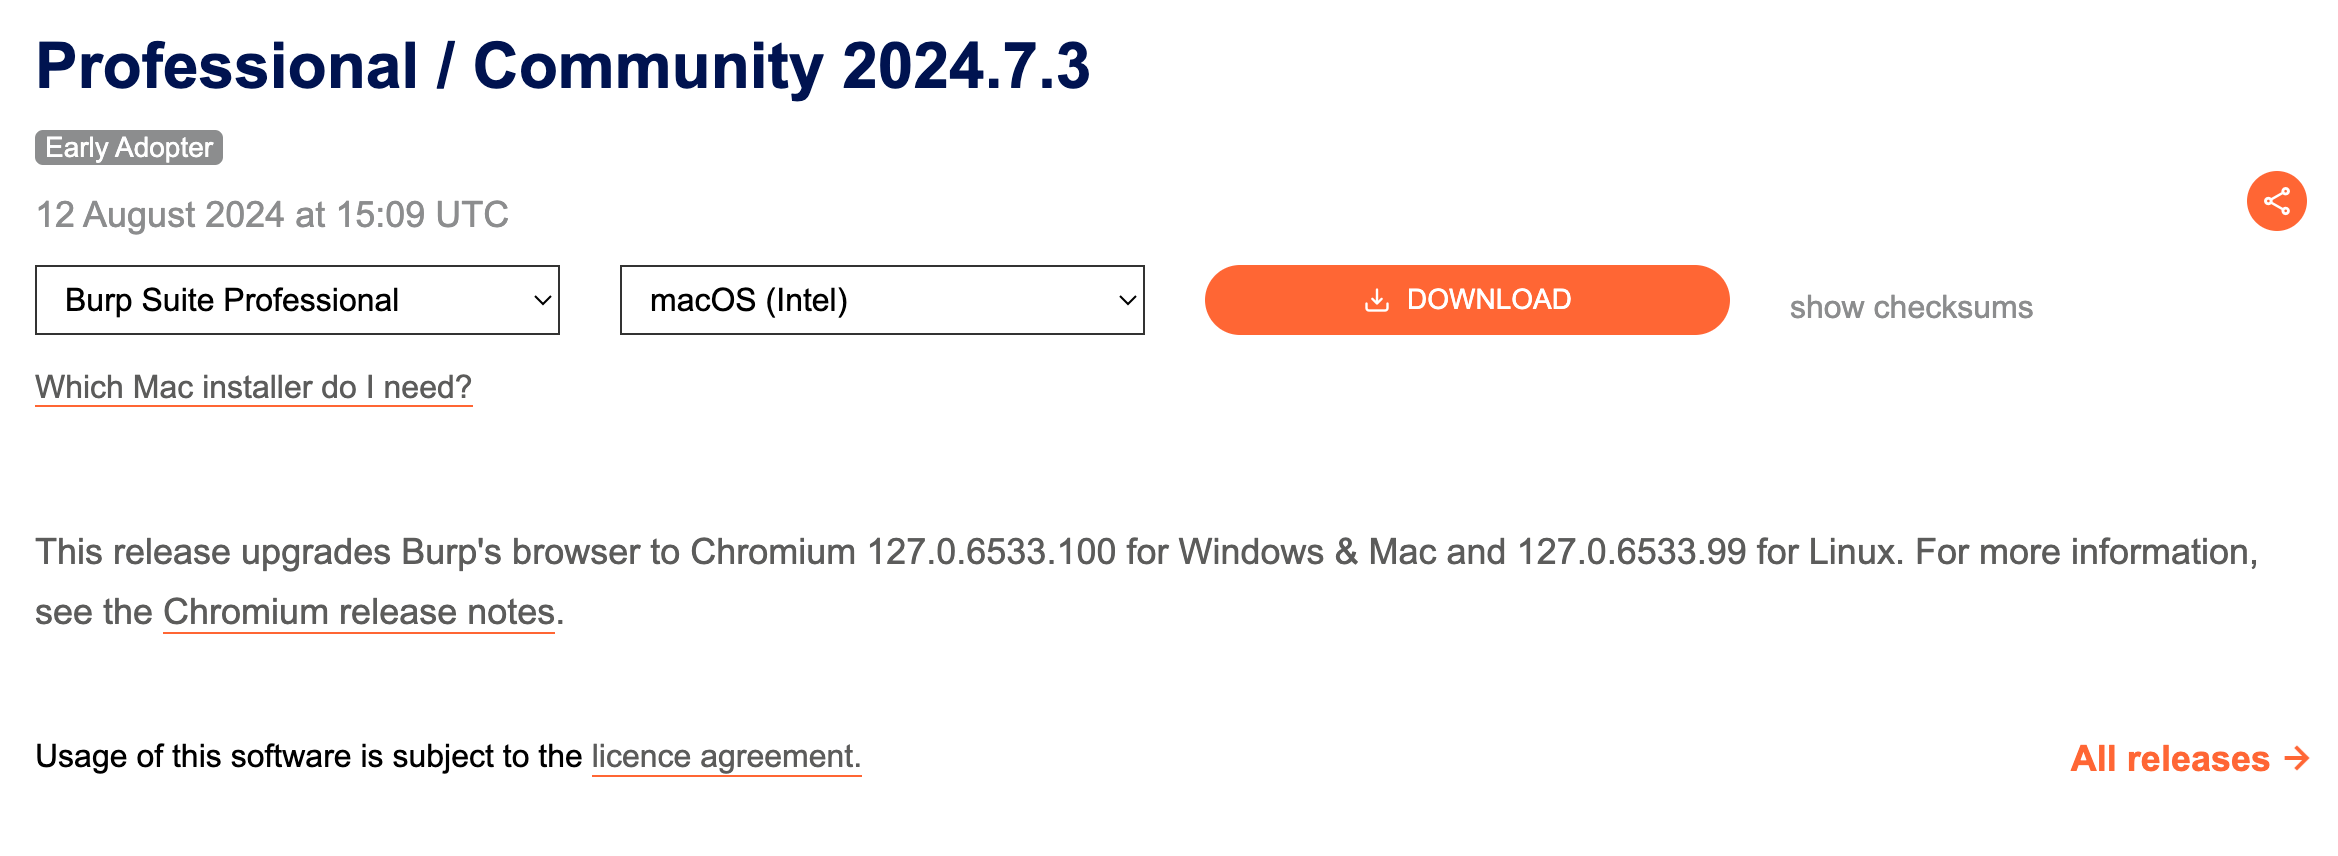 Professional / Community 2024.7.3
Early Adopter
12 August 2024 at 15:09 UTC
Burp Suite Professional
macOS (Intel)
DOWNLOAD
show checksums
Which Mac installer do I need?
This release upgrades Burp's browser to Chromium 127.0.6533.100 for Windows & Mac and 127.0.6533.99 for Linux. For more information,
see the Chromium release notes.
Usage of this software is subject to the licence agreement.
All releases →